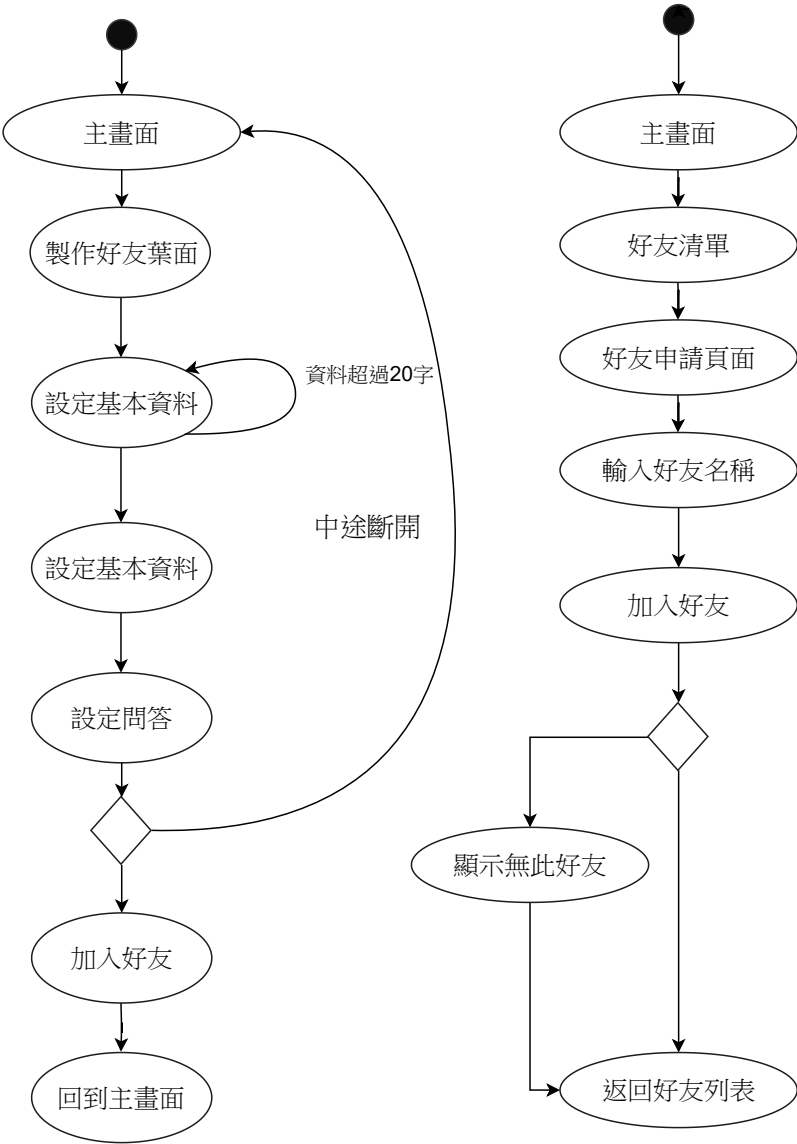 主畫面
製作好友葉面
設定基本資料
資料超過20字
中途斷開
設定基本資料
設定問答
加入好友
回到主畫面
主畫面
好友清單
好友申請頁面
輸入好友名稱
加入好友
顯示無此好友
返回好友列表